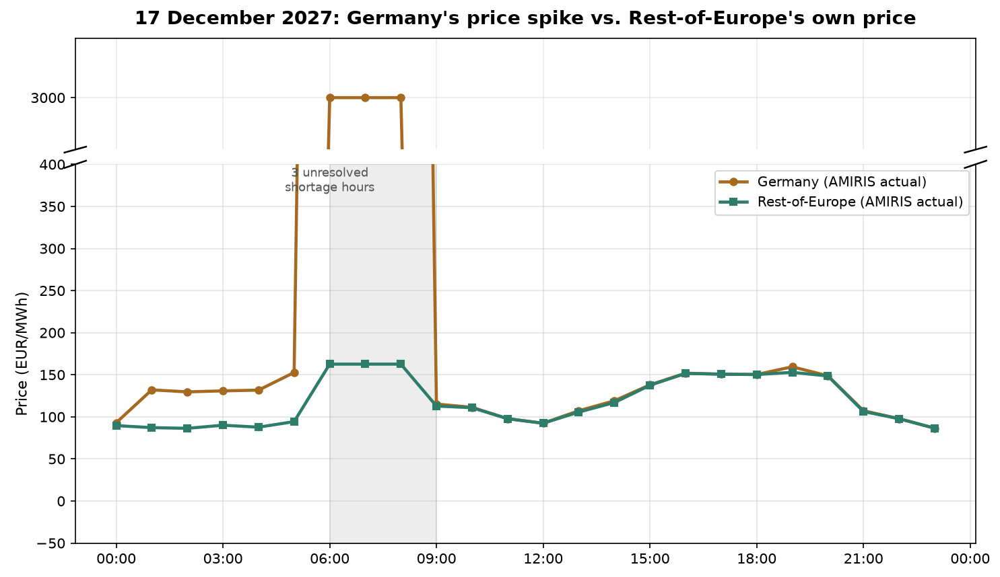 17 December 2027: Germany's price spike vs. Rest-of-Europe's own price
3000
400
3 unresolved
shortage hours
Germany (AMIRIS actual)
Rest-of-Europe (AMIRIS actual)
350
300
250
200
150
100
50
0
−50
Price (EUR/MWh)
00:00 03:00 06:00 09:00 12:00 15:00 18:00 21:00 00:00